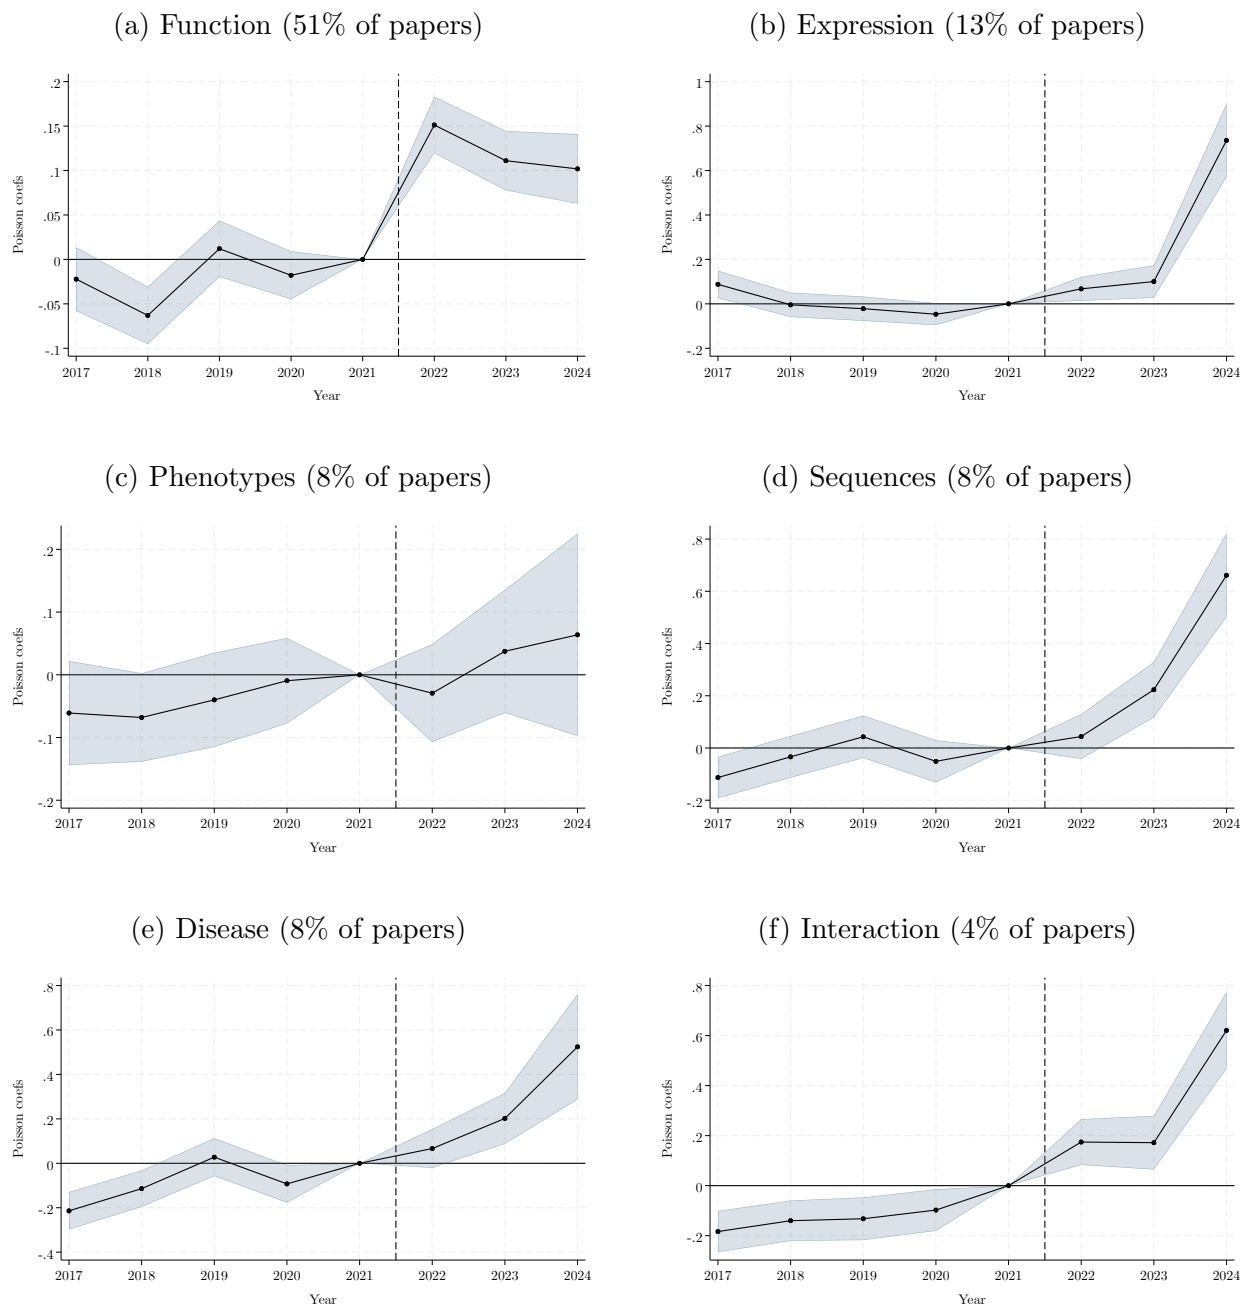 (a) Function (51% of papers)
(b) Expression (13% of papers)
Poisson coefs
.2
.15
.1
.05
0
-.05
-.1
2017 2018 2019 2020 2021 2022 2023 2024
Year
Poisson coefs
1
.8
.6
.4
.2
0
-.2
2017 2018 2019 2020 2021 2022 2023 2024
Year
(c) Phenotypes (8% of papers)
(d) Sequences (8% of papers)
Poisson coefs
.2
.1
0
-.1
-.2
2017 2018 2019 2020 2021 2022 2023 2024
Year
Poisson coefs
.8
.6
.4
.2
0
-.2
2017 2018 2019 2020 2021 2022 2023 2024
Year
(e) Disease (8% of papers)
(f) Interaction (4% of papers)
Poisson coefs
.8
.6
.4
.2
0
-.2
-.4
2017 2018 2019 2020 2021 2022 2023 2024
Year
Poisson coefs
.8
.6
.4
.2
0
-.2
2017 2018 2019 2020 2021 2022 2023 2024
Year